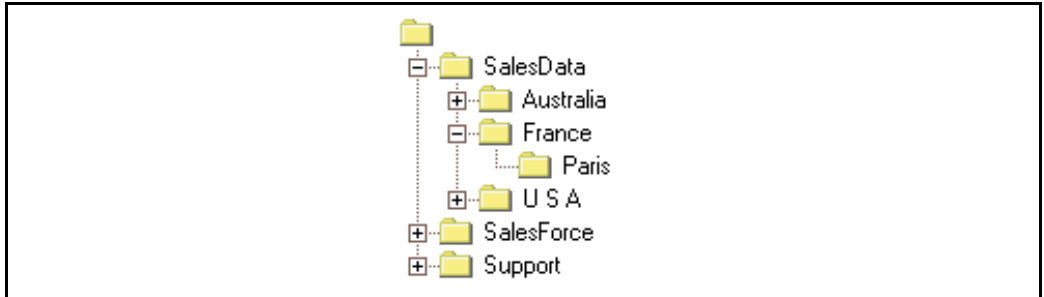 SalesData
Australia
France
Paris
U S A
SalesForce
Support